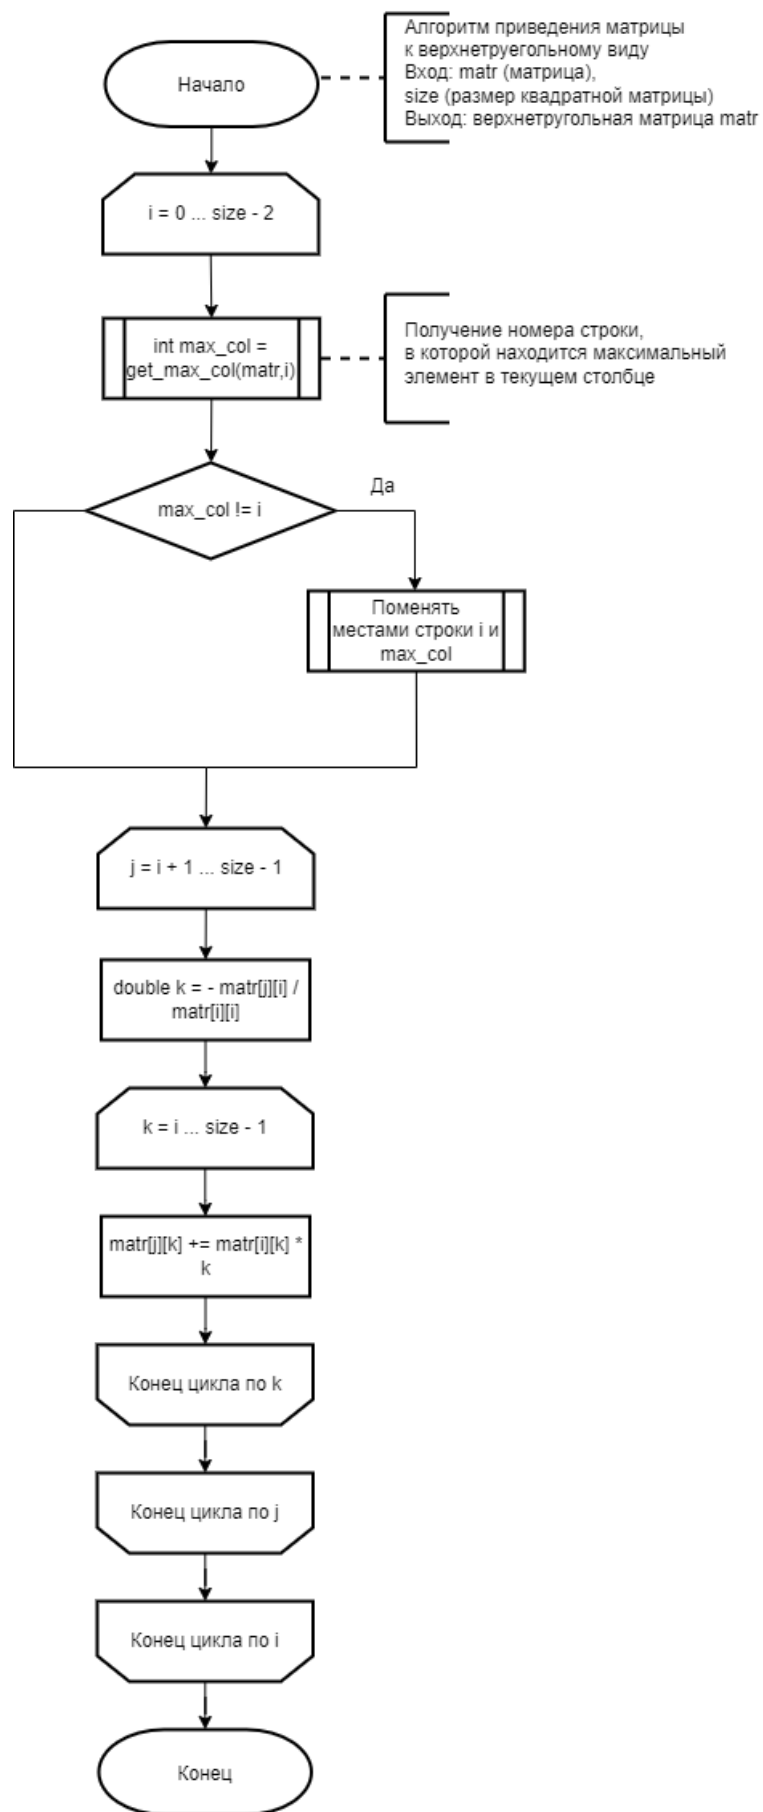 Алгоритм приведения матрицы
к верхнетруегольному виду
Вход: matr (матрица),
size (размер квадратной матрицы)
Выход: верхнетругольная матрица matr
Начало
i = 0 ... size - 2
int max_col =
get_max_col(matr,i)
Получение номера строки,
в которой находится максимальный
элемент в текущем столбце
max_col != i
Да
Поменять
местами строки i и
max_col
j = i + 1 ... size - 1
double k = - matr[j][i] /
matr[i][i]
k = i ... size - 1
matr[j][k] += matr[i][k] *
k
Конец цикла по k
Конец цикла по j
Конец цикла по i
Конец